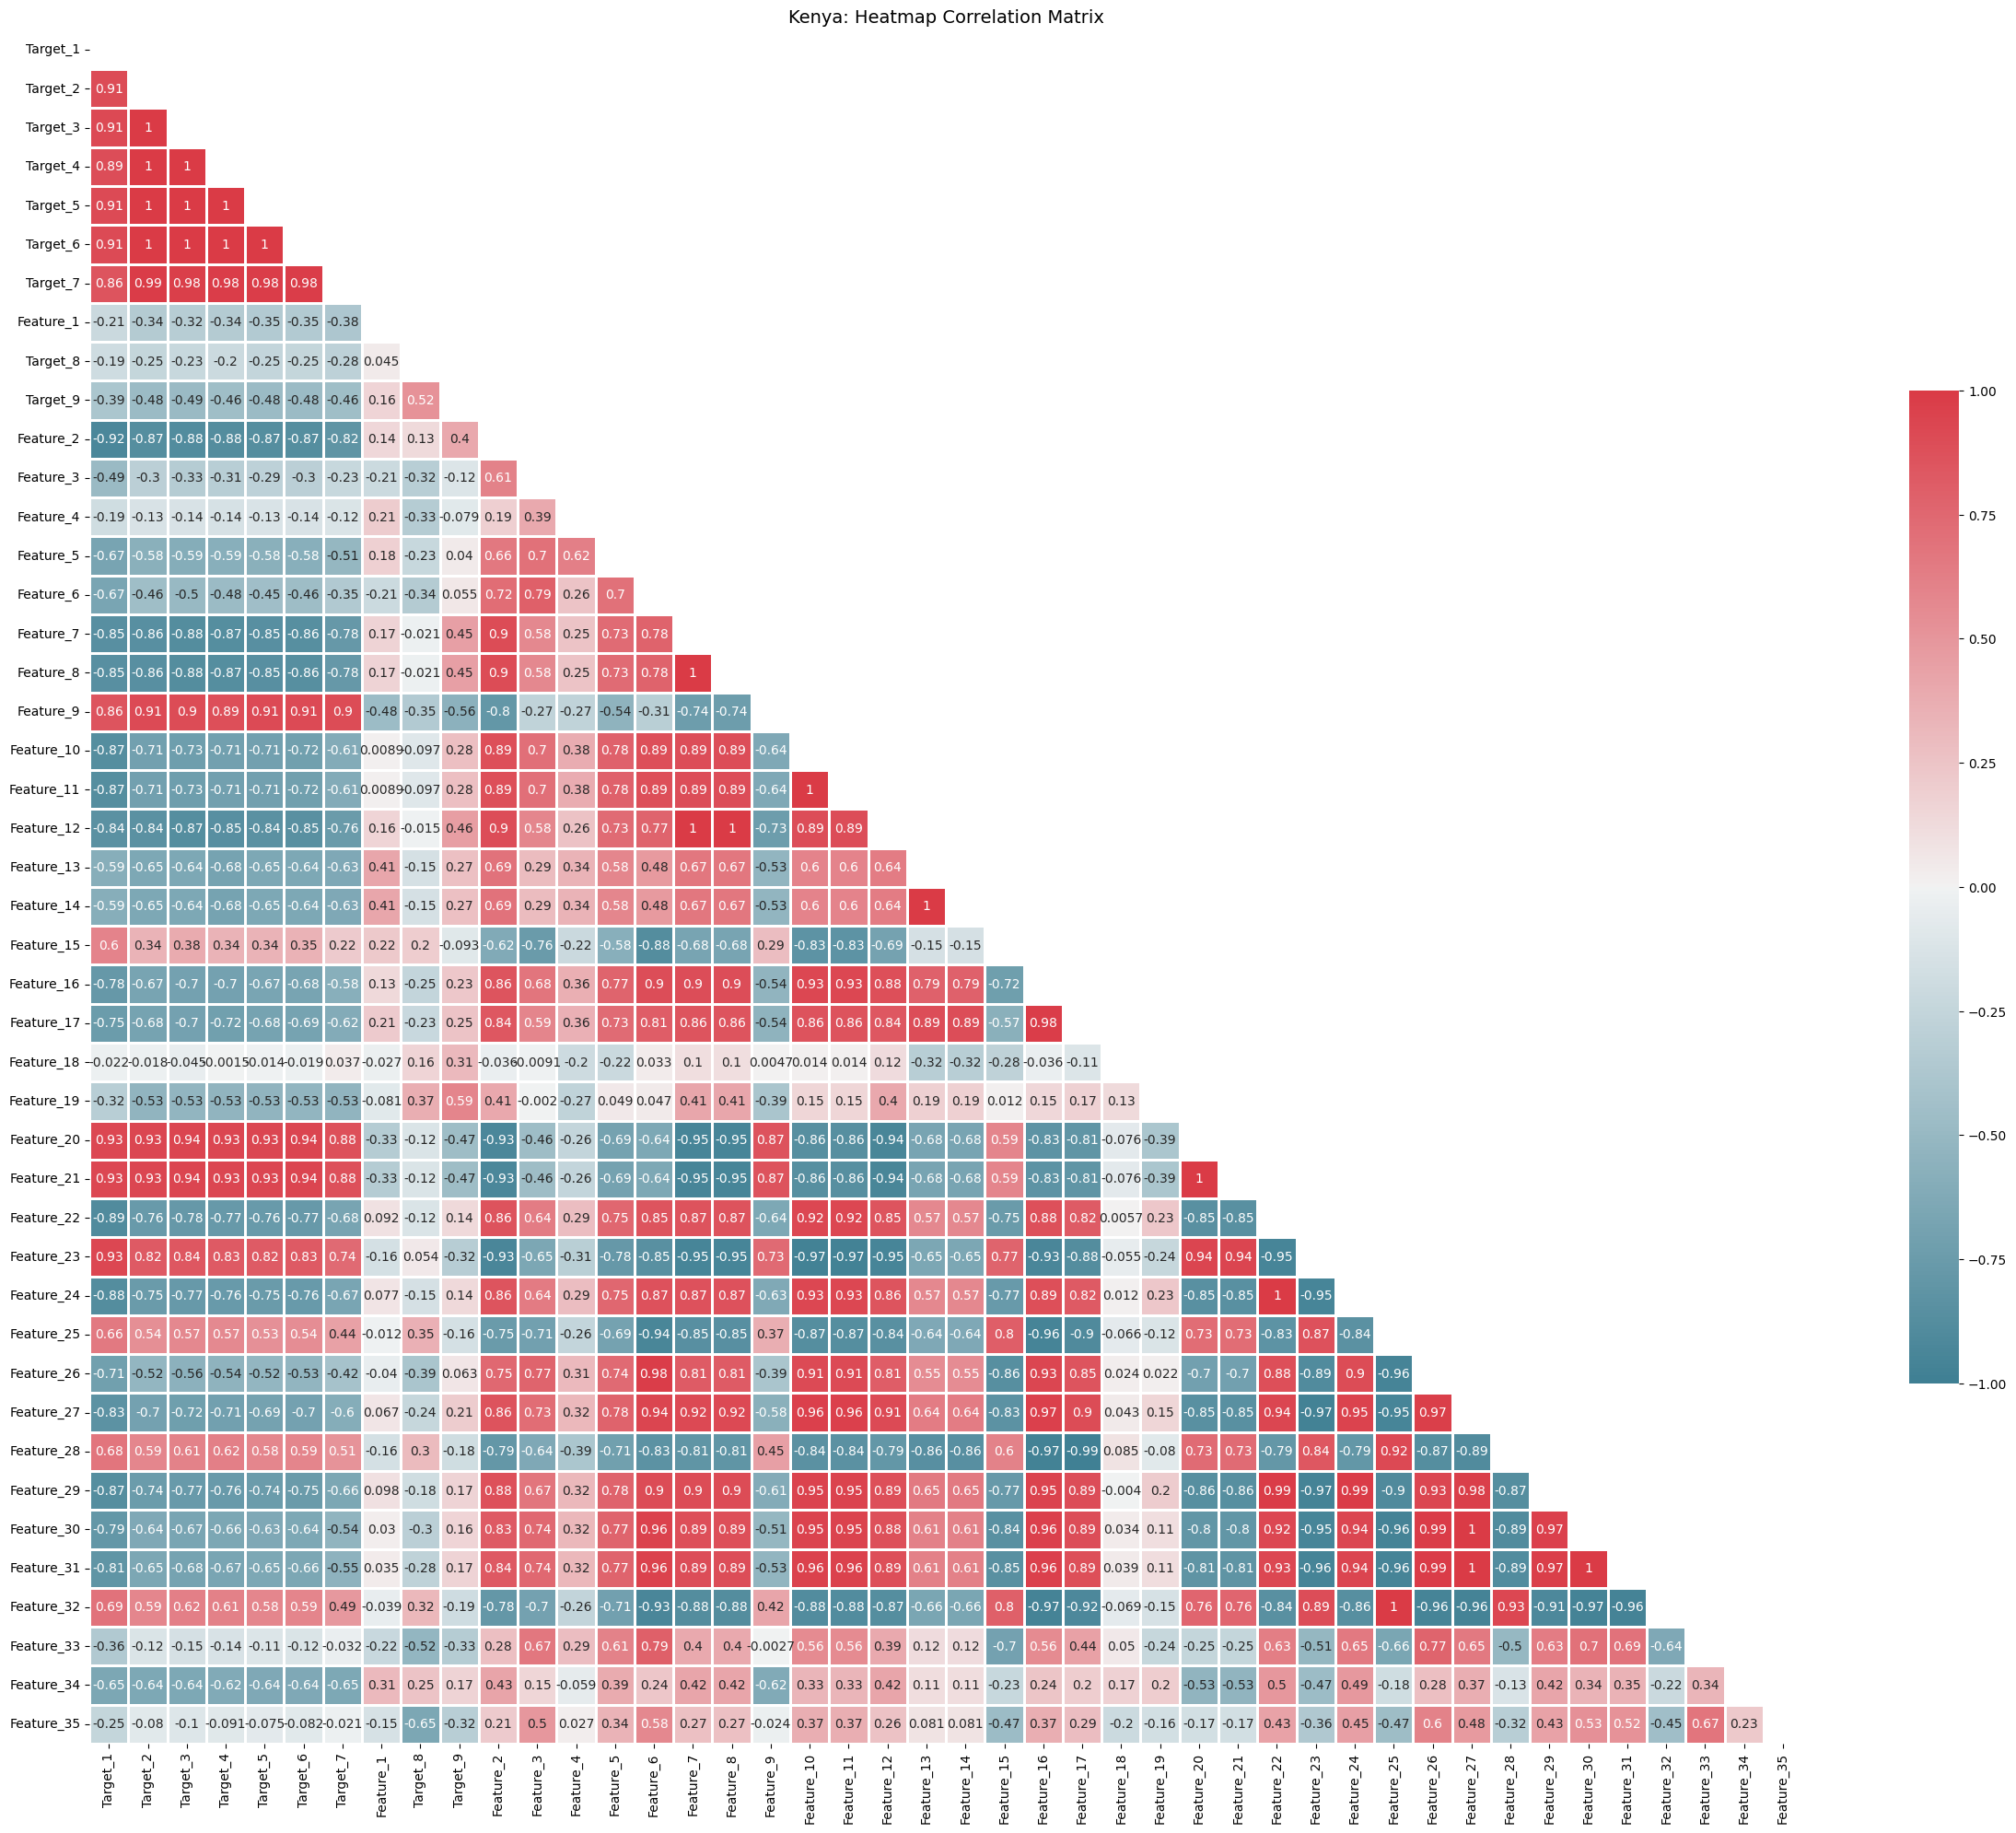 Kenya: Heatmap Correlation Matrix
Target_1
Target_2 0.91
Target_3 0.91 1
Target_4 0.89 1 1
Target_5 0.91 1 1 1
Target_6 0.91 1 1 1 1
Target_7 0.86 0.99 0.98 0.98 0.98 0.98
Feature_1 -0.21 -0.34 -0.32 -0.34 -0.35 -0.35 -0.38
Target_8 -0.19 -0.25 -0.23 -0.2 -0.25 -0.25 -0.28 0.045
Target_9 -0.39 -0.48 -0.49 -0.46 -0.48 -0.48 -0.46 0.16 0.52
Feature_2 -0.92 -0.87 -0.88 -0.88 -0.87 -0.87 -0.82 0.14 0.13 0.4
Feature_3 -0.49 -0.3 -0.33 -0.31 -0.29 -0.3 -0.23 -0.21 -0.32 -0.12 0.61
Feature_4 -0.19 -0.13 -0.14 -0.14 -0.13 -0.14 -0.12 0.21 -0.33 -0.079 0.19 0.39
Feature_5 -0.67 -0.58 -0.59 -0.59 -0.58 -0.58 -0.51 0.18 -0.23 0.04 0.66 0.7 0.62
Feature_6 -0.67 -0.46 -0.5 -0.48 -0.45 -0.46 -0.35 -0.21 -0.34 0.055 0.72 0.79 0.26 0.7
Feature_7 -0.85 -0.86 -0.88 -0.87 -0.85 -0.86 -0.78 0.17 -0.021 0.45 0.9 0.58 0.25 0.73 0.78
Feature_8 -0.85 -0.86 -0.88 -0.87 -0.85 -0.86 -0.78 0.17 -0.021 0.45 0.9 0.58 0.25 0.73 0.78 1
Feature_9 0.86 0.91 0.9 0.89 0.91 0.91 0.9 -0.48 -0.35 -0.56 -0.8 -0.27 -0.27 -0.54 -0.31 -0.74 -0.74
Feature_10 -0.87 -0.71 -0.73 -0.71 -0.71 -0.72 -0.61 0.0089 -0.097 0.28 0.89 0.7 0.38 0.78 0.89 0.89 0.89 -0.64
Feature_11 -0.87 -0.71 -0.73 -0.71 -0.71 -0.72 -0.61 0.0089 -0.097 0.28 0.89 0.7 0.38 0.78 0.89 0.89 0.89 -0.64 1
Feature_12 -0.84 -0.84 -0.87 -0.85 -0.84 -0.85 -0.76 0.16 -0.015 0.46 0.9 0.58 0.26 0.73 0.77 1 1 -0.73 0.89 0.89
Feature_13 -0.59 -0.65 -0.64 -0.68 -0.65 -0.64 -0.63 0.41 -0.15 0.27 0.69 0.29 0.34 0.58 0.48 0.67 0.67 -0.53 0.6 0.6 0.64
Feature_14 -0.59 -0.65 -0.64 -0.68 -0.65 -0.64 -0.63 0.41 -0.15 0.27 0.69 0.29 0.34 0.58 0.48 0.67 0.67 -0.53 0.6 0.6 0.64 1
Feature_15 0.6 0.34 0.38 0.34 0.34 0.35 0.22 0.22 0.2 -0.093 -0.62 -0.76 -0.22 -0.58 -0.88 -0.68 -0.68 0.29 -0.83 -0.83 -0.69 -0.15 -0.15
Feature_16 -0.78 -0.67 -0.7 -0.7 -0.67 -0.68 -0.58 0.13 -0.25 0.23 0.86 0.68 0.36 0.77 0.9 0.9 0.9 -0.54 0.93 0.93 0.88 0.79 0.79 -0.72
Feature_17 -0.75 -0.68 -0.7 -0.72 -0.68 -0.69 -0.62 0.21 -0.23 0.25 0.84 0.59 0.36 0.73 0.81 0.86 0.86 -0.54 0.86 0.86 0.84 0.89 0.89 -0.57 0.98
Feature_18 -0.022 -0.018 -0.045 -0.0015 -0.014 -0.019 0.037 -0.027 0.16 0.31 -0.036 -0.0091 -0.2 -0.22 0.033 0.1 0.1 0.0047 0.014 0.014 0.12 -0.32 -0.32 -0.28 -0.036 -0.11
Feature_19 -0.32 -0.53 -0.53 -0.53 -0.53 -0.53 -0.53 -0.081 0.37 0.59 0.41 -0.002 -0.27 0.049 0.047 0.41 0.41 -0.39 0.15 0.15 0.4 0.19 0.19 0.012 0.15 0.17 0.13
Feature_20 0.93 0.93 0.94 0.93 0.93 0.94 0.88 -0.33 -0.12 -0.47 -0.93 -0.46 -0.26 -0.69 -0.64 -0.95 -0.95 0.87 -0.86 -0.86 -0.94 -0.68 -0.68 0.59 -0.83 -0.81 -0.076 -0.39
Feature_21 0.93 0.93 0.94 0.93 0.93 0.94 0.88 -0.33 -0.12 -0.47 -0.93 -0.46 -0.26 -0.69 -0.64 -0.95 -0.95 0.87 -0.86 -0.86 -0.94 -0.68 -0.68 0.59 -0.83 -0.81 -0.076 -0.39 1
Feature_22 -0.89 -0.76 -0.78 -0.77 -0.76 -0.77 -0.68 0.092 -0.12 0.14 0.86 0.64 0.29 0.75 0.85 0.87 0.87 -0.64 0.92 0.92 0.85 0.57 0.57 -0.75 0.88 0.82 0.0057 0.23 -0.85 -0.85
Feature_23 0.93 0.82 0.84 0.83 0.82 0.83 0.74 -0.16 0.054 -0.32 -0.93 -0.65 -0.31 -0.78 -0.85 -0.95 -0.95 0.73 -0.97 -0.97 -0.95 -0.65 -0.65 0.77 -0.93 -0.88 -0.055 -0.24 0.94 0.94 -0.95
Feature_24 -0.88 -0.75 -0.77 -0.76 -0.75 -0.76 -0.67 0.077 -0.15 0.14 0.86 0.64 0.29 0.75 0.87 0.87 0.87 -0.63 0.93 0.93 0.86 0.57 0.57 -0.77 0.89 0.82 0.012 0.23 -0.85 -0.85 1 -0.95
Feature_25 0.66 0.54 0.57 0.57 0.53 0.54 0.44 -0.012 0.35 -0.16 -0.75 -0.71 -0.26 -0.69 -0.94 -0.85 -0.85 0.37 -0.87 -0.87 -0.84 -0.64 -0.64 0.8 -0.96 -0.9 -0.066 -0.12 0.73 0.73 -0.83 0.87 -0.84
Feature_26 -0.71 -0.52 -0.56 -0.54 -0.52 -0.53 -0.42 -0.04 -0.39 0.063 0.75 0.77 0.31 0.74 0.98 0.81 0.81 -0.39 0.91 0.91 0.81 0.55 0.55 -0.86 0.93 0.85 0.024 0.022 -0.7 -0.7 0.88 -0.89 0.9 -0.96
Feature_27 -0.83 -0.7 -0.72 -0.71 -0.69 -0.7 -0.6 0.067 -0.24 0.21 0.86 0.73 0.32 0.78 0.94 0.92 0.92 -0.58 0.96 0.96 0.91 0.64 0.64 -0.83 0.97 0.9 0.043 0.15 -0.85 -0.85 0.94 -0.97 0.95 -0.95 0.97
Feature_28 0.68 0.59 0.61 0.62 0.58 0.59 0.51 -0.16 0.3 -0.18 -0.79 -0.64 -0.39 -0.71 -0.83 -0.81 -0.81 0.45 -0.84 -0.84 -0.79 -0.86 -0.86 0.6 -0.97 -0.99 0.085 -0.08 0.73 0.73 -0.79 0.84 -0.79 0.92 -0.87 -0.89
Feature_29 -0.87 -0.74 -0.77 -0.76 -0.74 -0.75 -0.66 0.098 -0.18 0.17 0.88 0.67 0.32 0.78 0.9 0.9 0.9 -0.61 0.95 0.95 0.89 0.65 0.65 -0.77 0.95 0.89 -0.004 0.2 -0.86 -0.86 0.99 -0.97 0.99 -0.9 0.93 0.98 -0.87
Feature_30 -0.79 -0.64 -0.67 -0.66 -0.63 -0.64 -0.54 0.03 -0.3 0.16 0.83 0.74 0.32 0.77 0.96 0.89 0.89 -0.51 0.95 0.95 0.88 0.61 0.61 -0.84 0.96 0.89 0.034 0.11 -0.8 -0.8 0.92 -0.95 0.94 -0.96 0.99 1 -0.89 0.97
Feature_31 -0.81 -0.65 -0.68 -0.67 -0.65 -0.66 -0.55 0.035 -0.28 0.17 0.84 0.74 0.32 0.77 0.96 0.89 0.89 -0.53 0.96 0.96 0.89 0.61 0.61 -0.85 0.96 0.89 0.039 0.11 -0.81 -0.81 0.93 -0.96 0.94 -0.96 0.99 1 -0.89 0.97 1
Feature_32 0.69 0.59 0.62 0.61 0.58 0.59 0.49 -0.039 0.32 -0.19 -0.78 -0.7 -0.26 -0.71 -0.93 -0.88 -0.88 0.42 -0.88 -0.88 -0.87 -0.66 -0.66 0.8 -0.97 -0.92 -0.069 -0.15 0.76 0.76 -0.84 0.89 -0.86 1 -0.96 -0.96 0.93 -0.91 -0.97 -0.96
Feature_33 -0.36 -0.12 -0.15 -0.14 -0.11 -0.12 -0.032 -0.22 -0.52 -0.33 0.28 0.67 0.29 0.61 0.79 0.4 0.4 -0.0027 0.56 0.56 0.39 0.12 0.12 -0.7 0.56 0.44 0.05 -0.24 -0.25 -0.25 0.63 -0.51 0.65 -0.66 0.77 0.65 -0.5 0.63 0.7 0.69 -0.64
Feature_34 -0.65 -0.64 -0.64 -0.62 -0.64 -0.64 -0.65 0.31 0.25 0.17 0.43 0.15 -0.059 0.39 0.24 0.42 0.42 -0.62 0.33 0.33 0.42 0.11 0.11 -0.23 0.24 0.2 0.17 0.2 -0.53 -0.53 0.5 -0.47 0.49 -0.18 0.28 0.37 -0.13 0.42 0.34 0.35 -0.22 0.34
Feature_35 -0.25 -0.08 -0.1 -0.091 -0.075 -0.082 -0.021 -0.15 -0.65 -0.32 0.21 0.5 0.027 0.34 0.58 0.27 0.27 -0.024 0.37 0.37 0.26 0.081 0.081 -0.47 0.37 0.29 -0.2 -0.16 -0.17 -0.17 0.43 -0.36 0.45 -0.47 0.6 0.48 -0.32 0.43 0.53 0.52 -0.45 0.67 0.23
Target_1 Target_2 Target_3 Target_4 Target_5 Target_6 Target_7 Feature_1 Target_8 Target_9 Feature_2 Feature_3 Feature_4 Feature_5 Feature_6 Feature_7 Feature_8 Feature_9 Feature_10 Feature_11 Feature_12 Feature_13 Feature_14 Feature_15 Feature_16 Feature_17 Feature_18 Feature_19 Feature_20 Feature_21 Feature_22 Feature_23 Feature_24 Feature_25 Feature_26 Feature_27 Feature_28 Feature_29 Feature_30 Feature_31 Feature_32 Feature_33 Feature_34 Feature_35
1.00
0.75
0.50
0.25
0.00
−0.25
−0.50
−0.75
−1.00